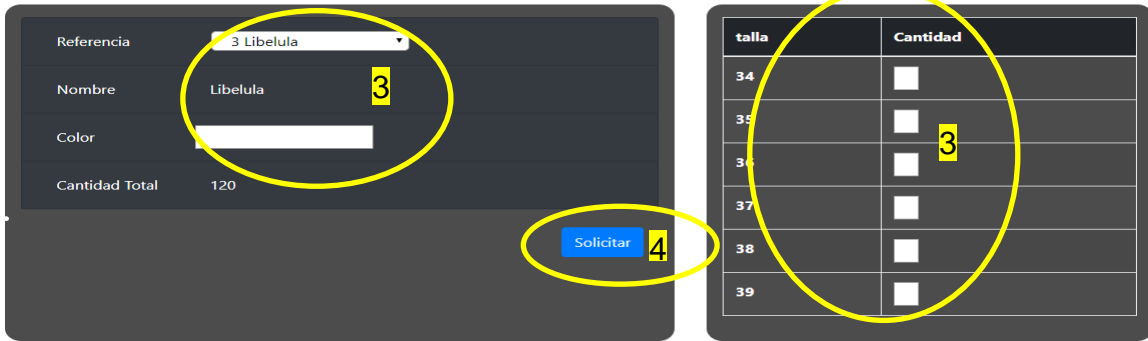 Referencia 3 Libelula
Nombre Libelula 3
Color
Cantidad Total 120
Solicitar 4
talla Cantidad
34
35
3
36
37
38
39